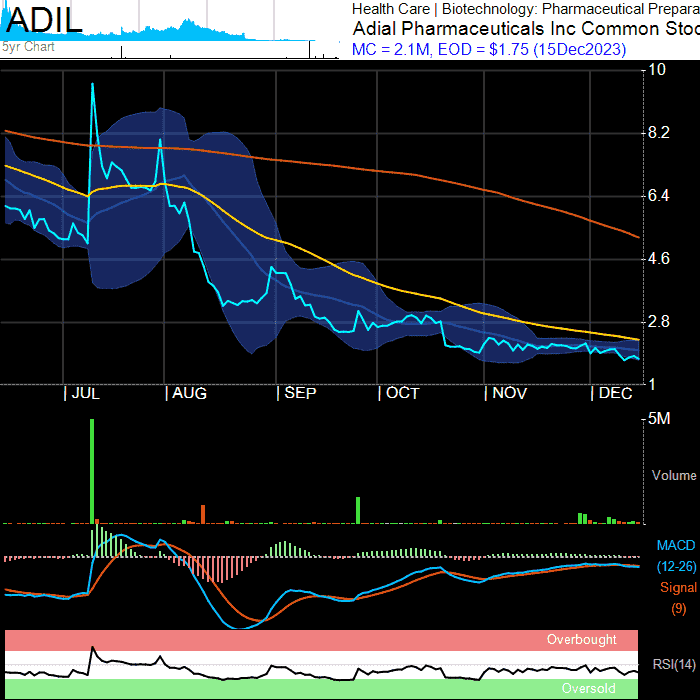 ADIL
5yr Chart
Health Care | Biotechnology: Pharmaceutical Prepara
Adial Pharmaceuticals Inc Common Stoc
MC = 2.1M, EOD = $1.75 (15Dec2023)
10
8.2
6.4
4.6
2.8
1
| JUL | AUG | SEP | OCT | NOV | DEC
5M
Volume
MACD
(12-26)
Signal
(9)
Overbought
RSI(14)
Oversold